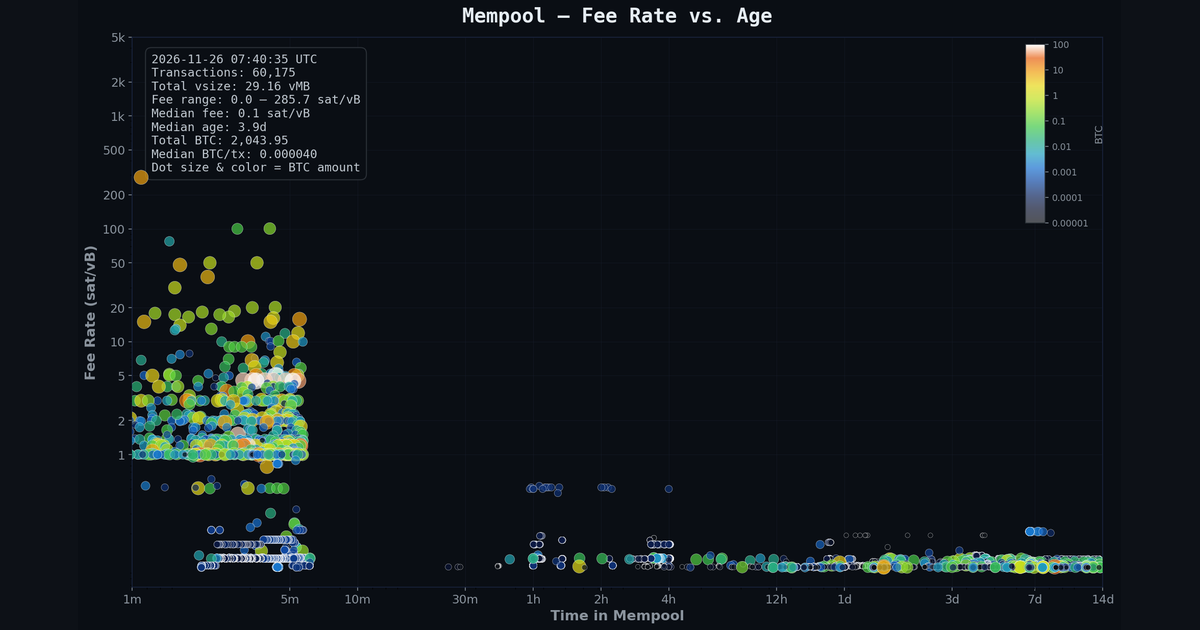 Mempool — Fee Rate vs. Age
2026-11-26 07:40:35 UTC
Transactions: 60,175
Total vsize: 29.16 vMB
Fee range: 0.0 – 285.7 sat/vB
Median fee: 0.1 sat/vB
Median age: 3.9d
Total BTC: 2,043.95
Median BTC/tx: 0.000040
Dot size & color = BTC amount
5k
2k
1k
500
200
100
50
20
10
5
2
1
Fee Rate (sat/vB)
100
10
1
0.1
0.01
0.001
0.0001
0.00001
BTC
1m 5m 10m 30m 1h 2h 4h 12h 1d 3d 7d 14d
Time in Mempool